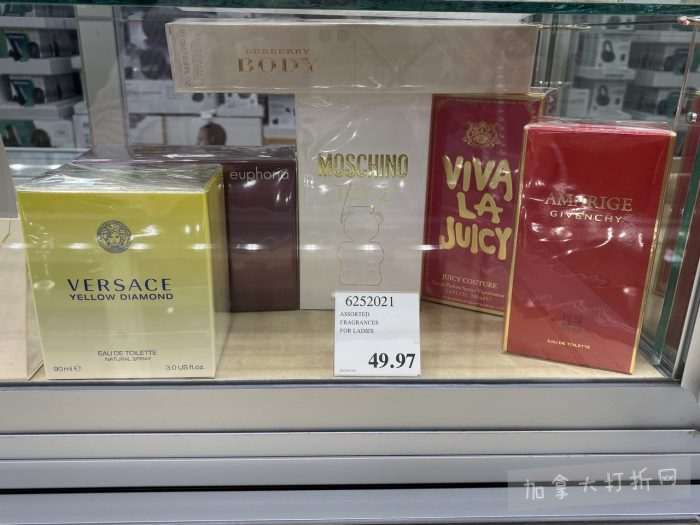 BURBERRY
BODY
euphoria
MOSCHINO
VIVA
LA
JUICY
JUICY COUTURE
AMARIGE
GIVENCHY
EAU DE TOILETTE
VERSACE
YELLOW DIAMOND
EAU DE TOILETTE
NATURAL SPRAY
90 ml e 3.0 US fl.oz.
6252021
ASSORTED
FRAGRANCES
FOR LADIES
49.97
加拿大打折网